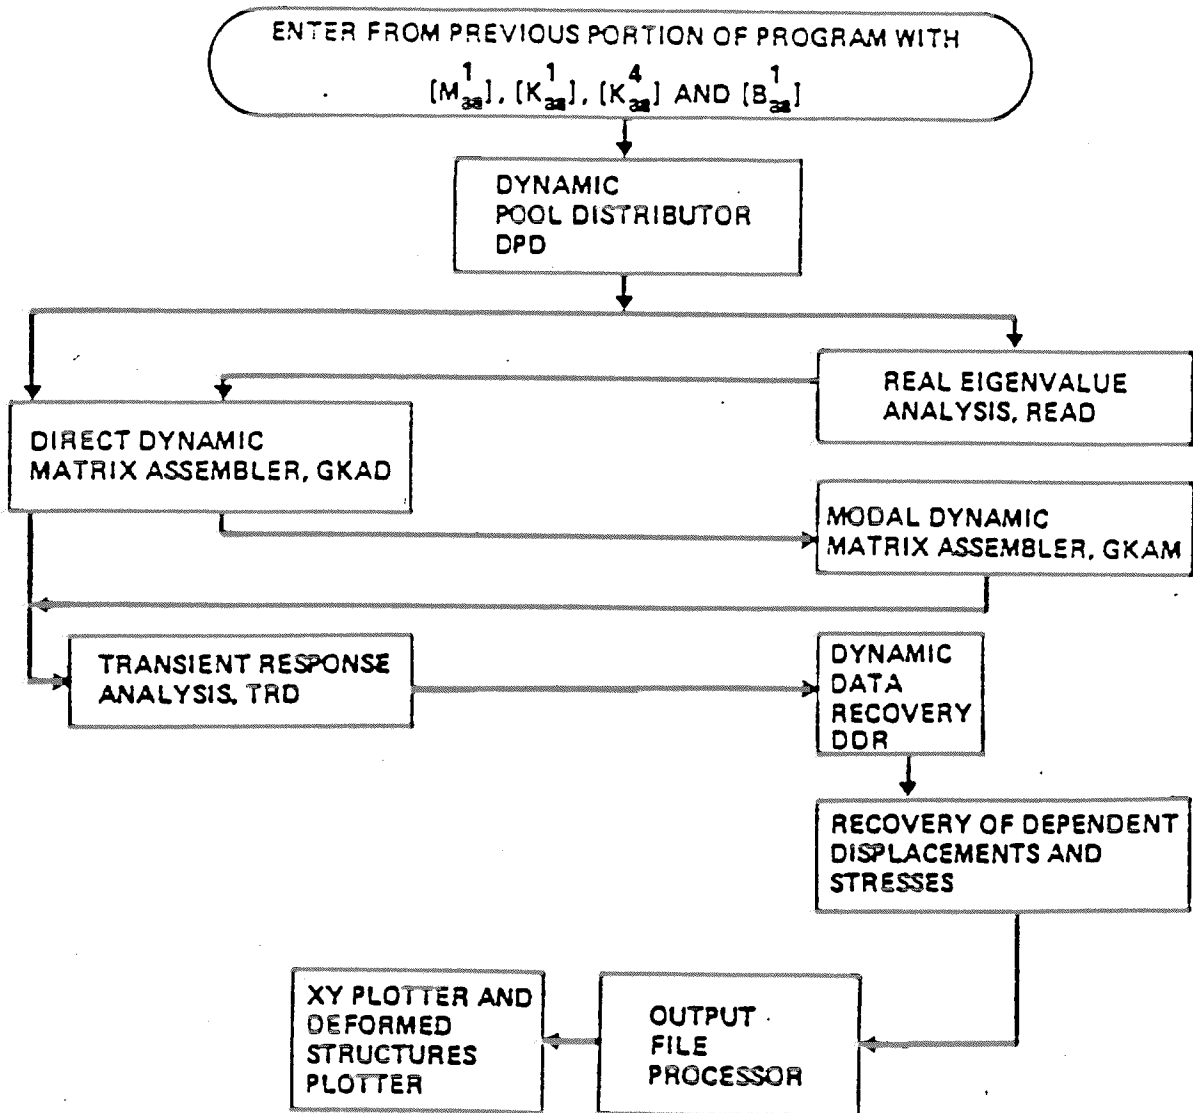 ENTER FROM PREVIOUS PORTION OF PROGRAM WITH
[M¹aa], [K¹aa], [K⁴aa] AND [B¹aa]
DYNAMIC
POOL DISTRIBUTOR
DPD
REAL EIGENVALUE
ANALYSIS, READ
DIRECT DYNAMIC
MATRIX ASSEMBLER, GKAD
MODAL DYNAMIC
MATRIX ASSEMBLER, GKAM
TRANSIENT RESPONSE
ANALYSIS, TRD
DYNAMIC
DATA
RECOVERY
DDR
RECOVERY OF DEPENDENT
DISPLACEMENTS AND
STRESSES
XY PLOTTER AND
DEFORMED
STRUCTURES
PLOTTER
OUTPUT
FILE
PROCESSOR